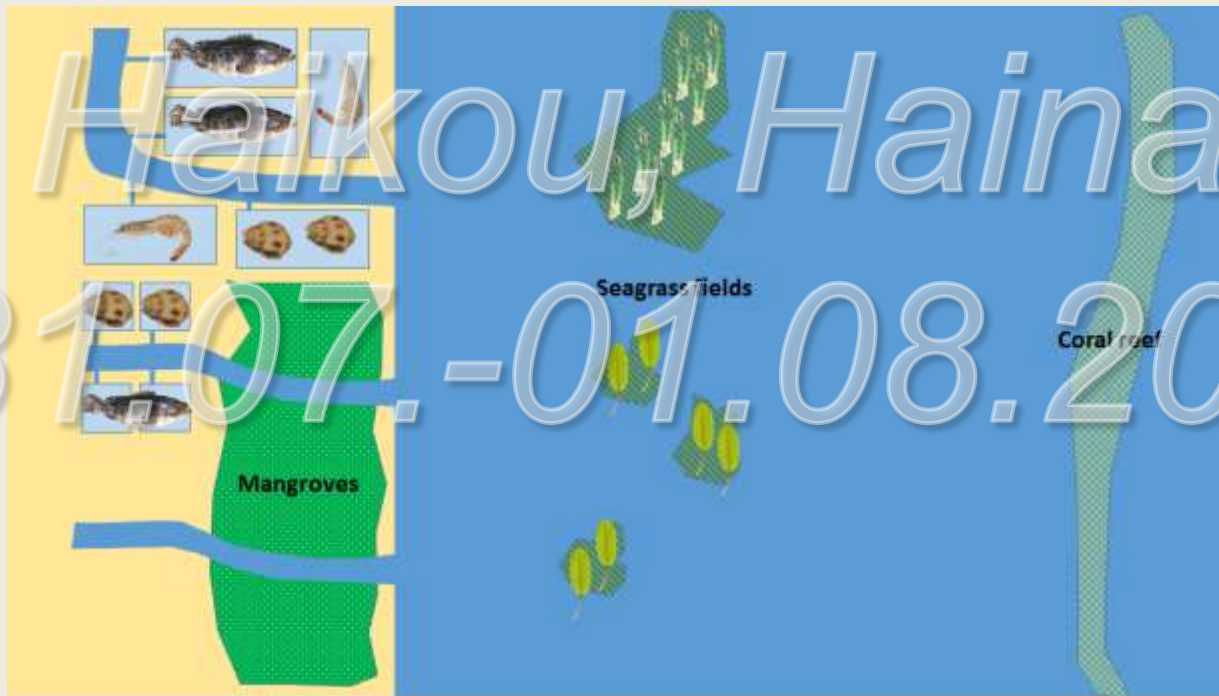 Haikou, Haina
Seagrass fields
31.07.-01.08.20
Coral reef
Mangroves